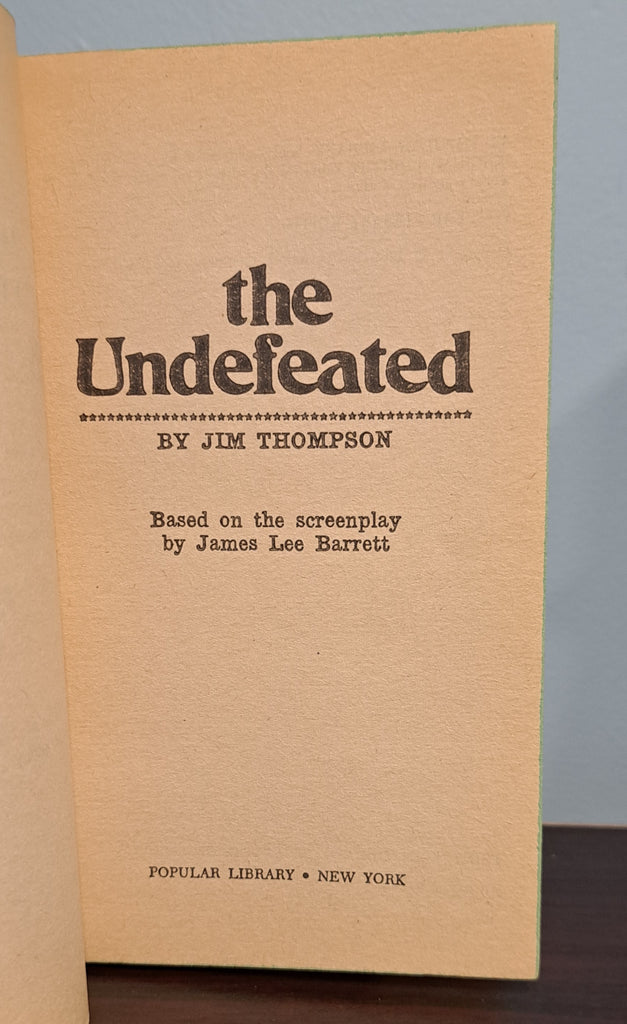 the
Undefeated
BY JIM THOMPSON
Based on the screenplay
by James Lee Barrett
POPULAR LIBRARY • NEW YORK